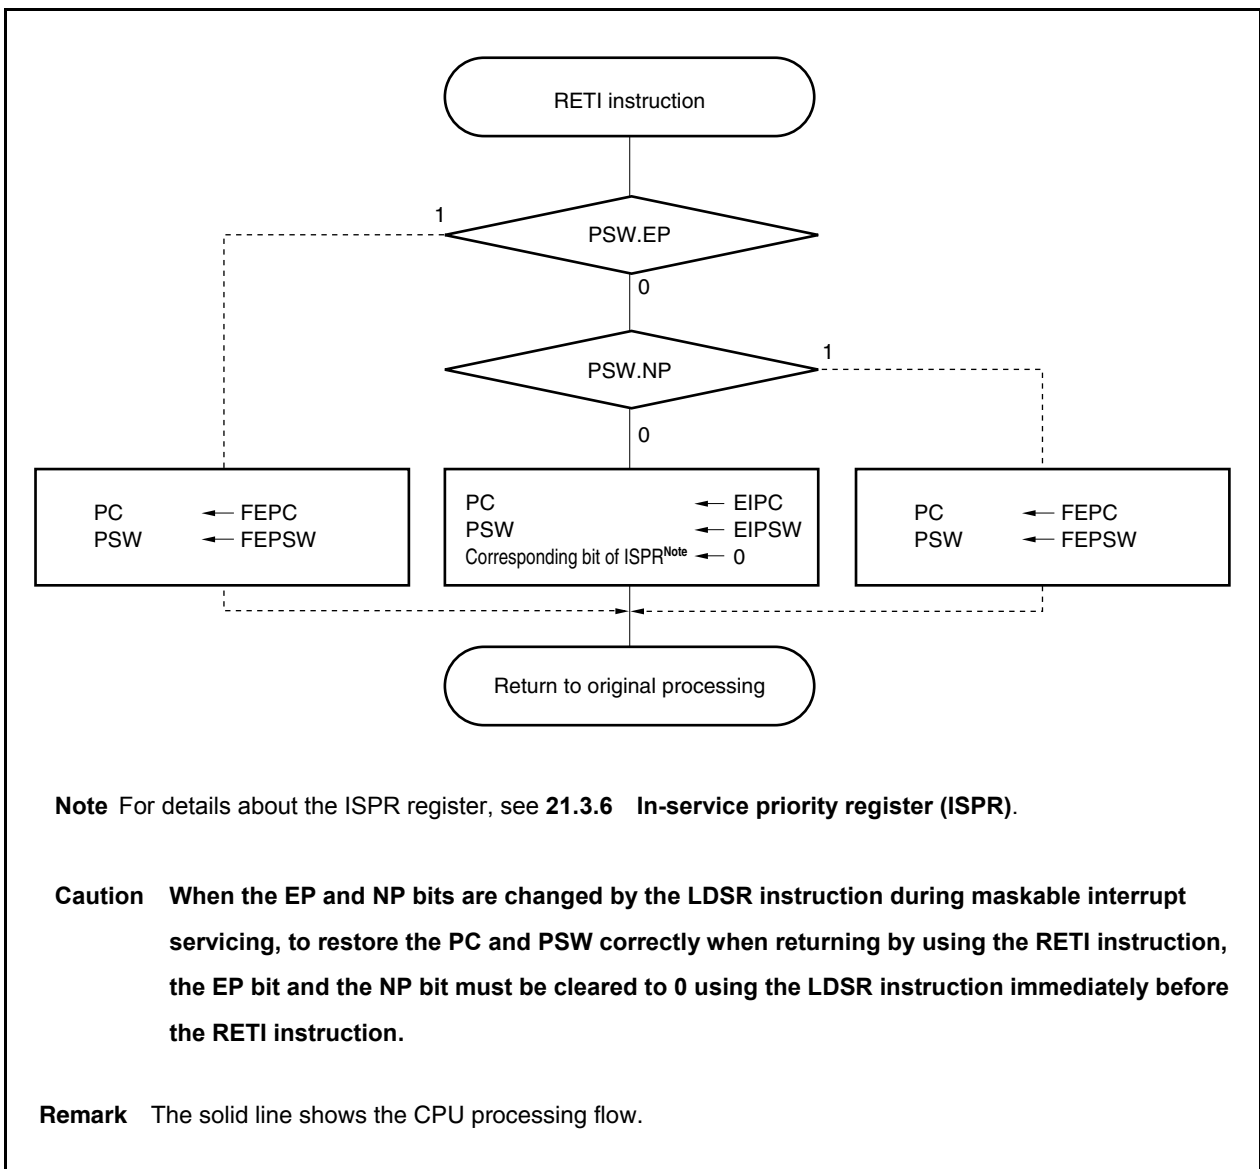 RETI instruction
1
PSW.EP
0
PSW.NP
1
0
PC ← FEPC
PSW ← FEPSW
PC ← EIPC
PSW ← EIPSW
Corresponding bit of ISPRNote ← 0
PC ← FEPC
PSW ← FEPSW
Return to original processing
Note For details about the ISPR register, see 21.3.6 In-service priority register (ISPR).
Caution When the EP and NP bits are changed by the LDSR instruction during maskable interrupt
servicing, to restore the PC and PSW correctly when returning by using the RETI instruction,
the EP bit and the NP bit must be cleared to 0 using the LDSR instruction immediately before
the RETI instruction.
Remark The solid line shows the CPU processing flow.